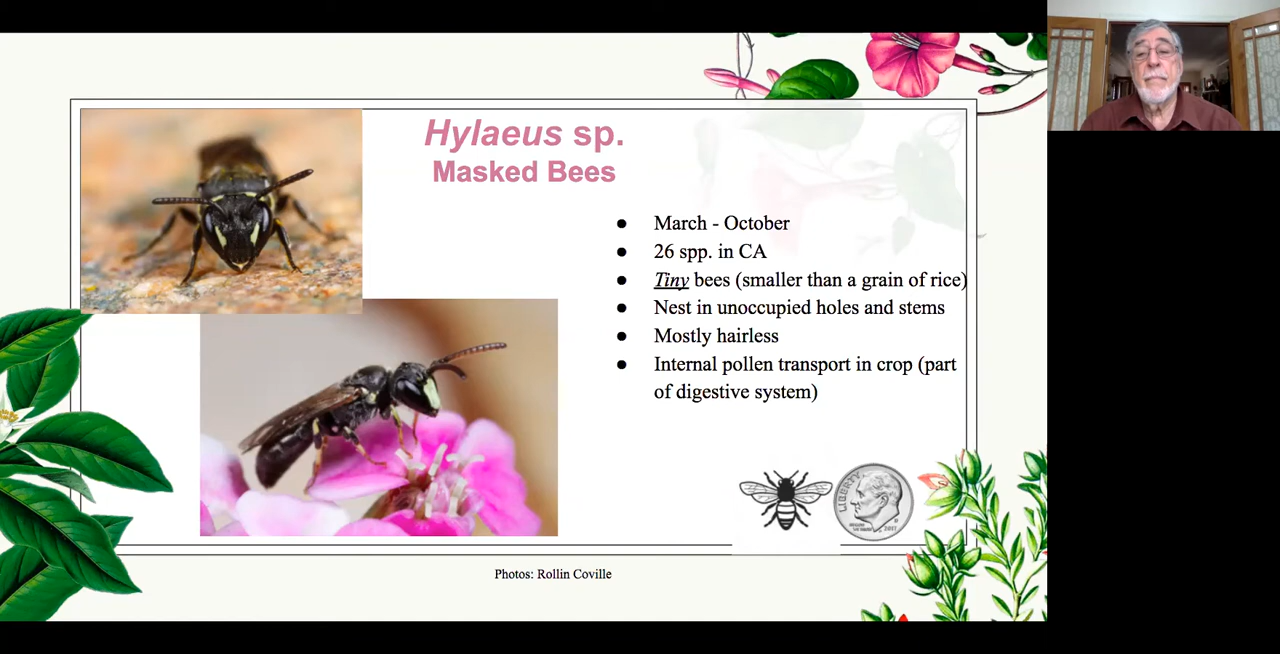 Hylaeus sp.
Masked Bees
● March - October
● 26 spp. in CA
● Tiny bees (smaller than a grain of rice)
● Nest in unoccupied holes and stems
● Mostly hairless
● Internal pollen transport in crop (part
of digestive system)
LIBERTY
2017
Photos: Rollin Coville